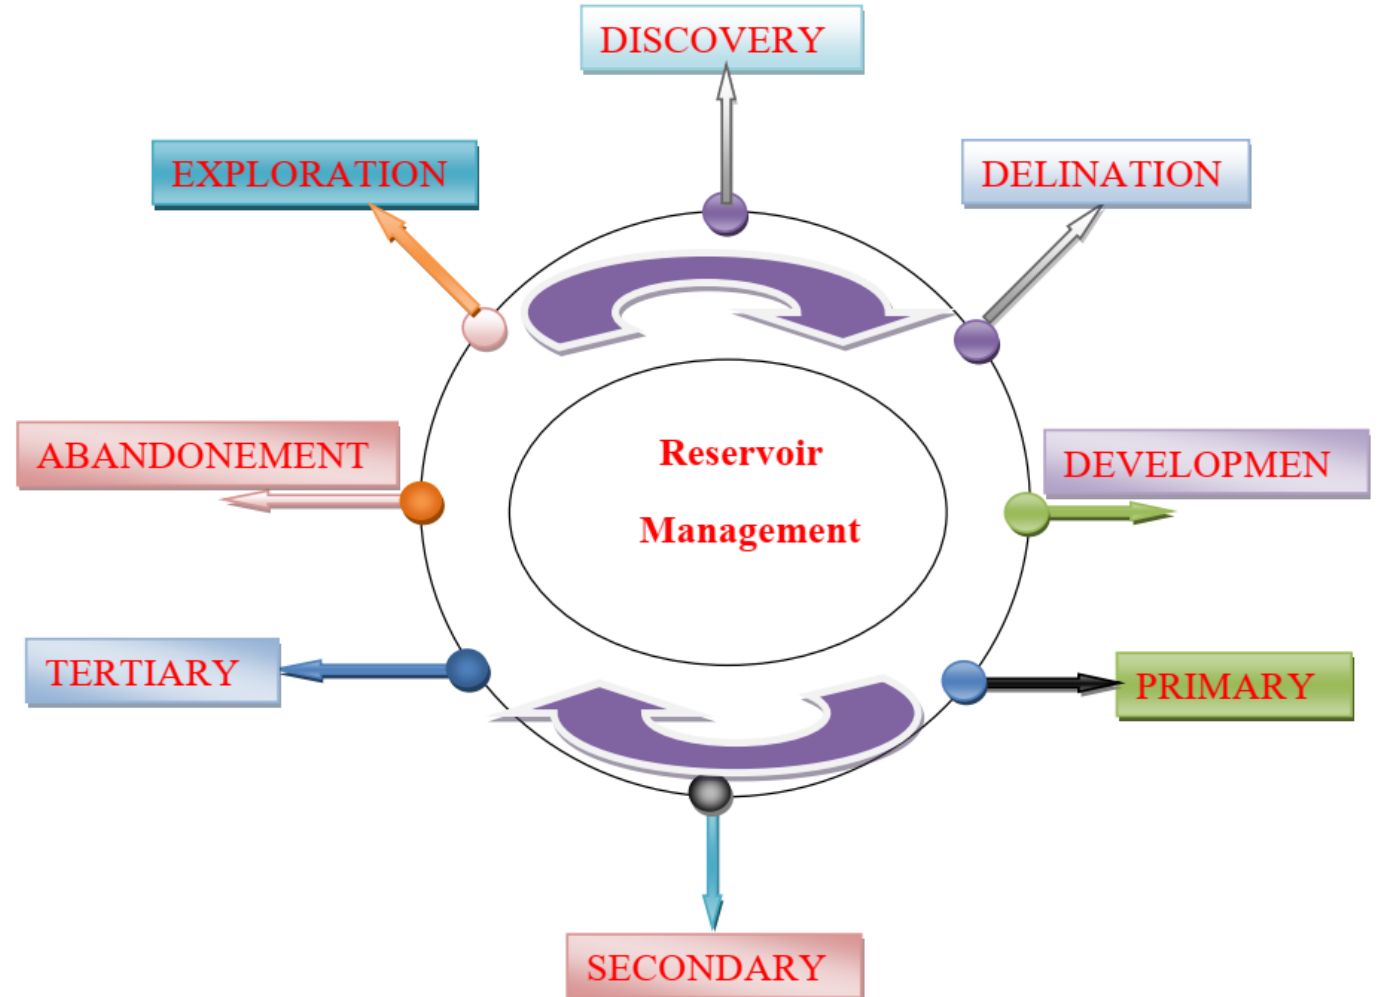 DISCOVERY
EXPLORATION
DELINATION
Reservoir
Management
ABANDONEMENT
DEVELOPMEN
TERTIARY
PRIMARY
SECONDARY